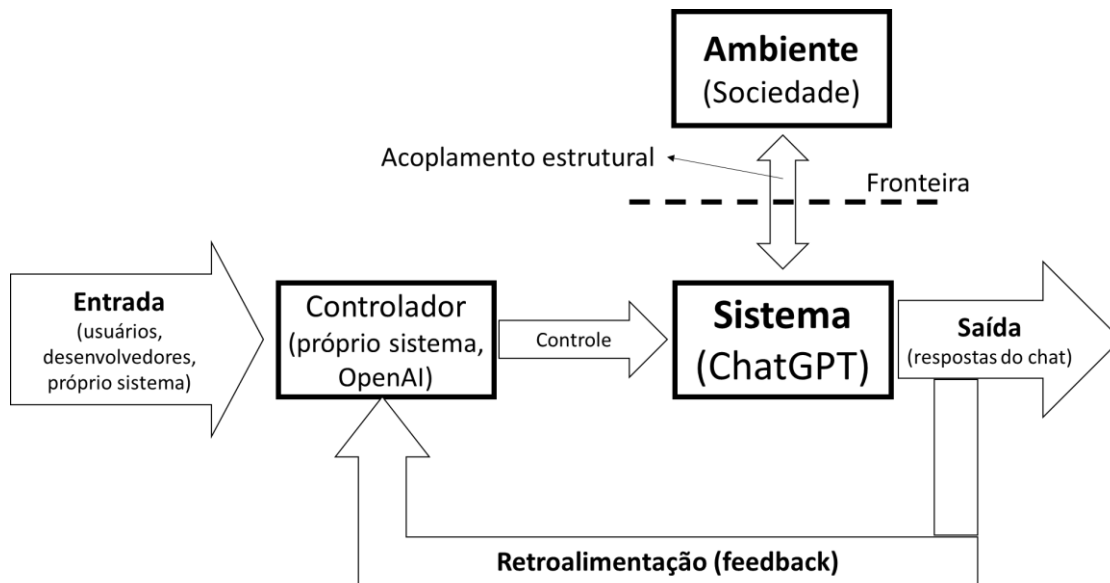 Ambiente
(Sociedade)
Acoplamento estrutural
Fronteira
Entrada
(usuários,
desenvolvedores,
próprio sistema)
Controlador
(próprio sistema,
OpenAI)
Controle
Sistema
(ChatGPT)
Saída
(respostas do chat)
Retroalimentação (feedback)